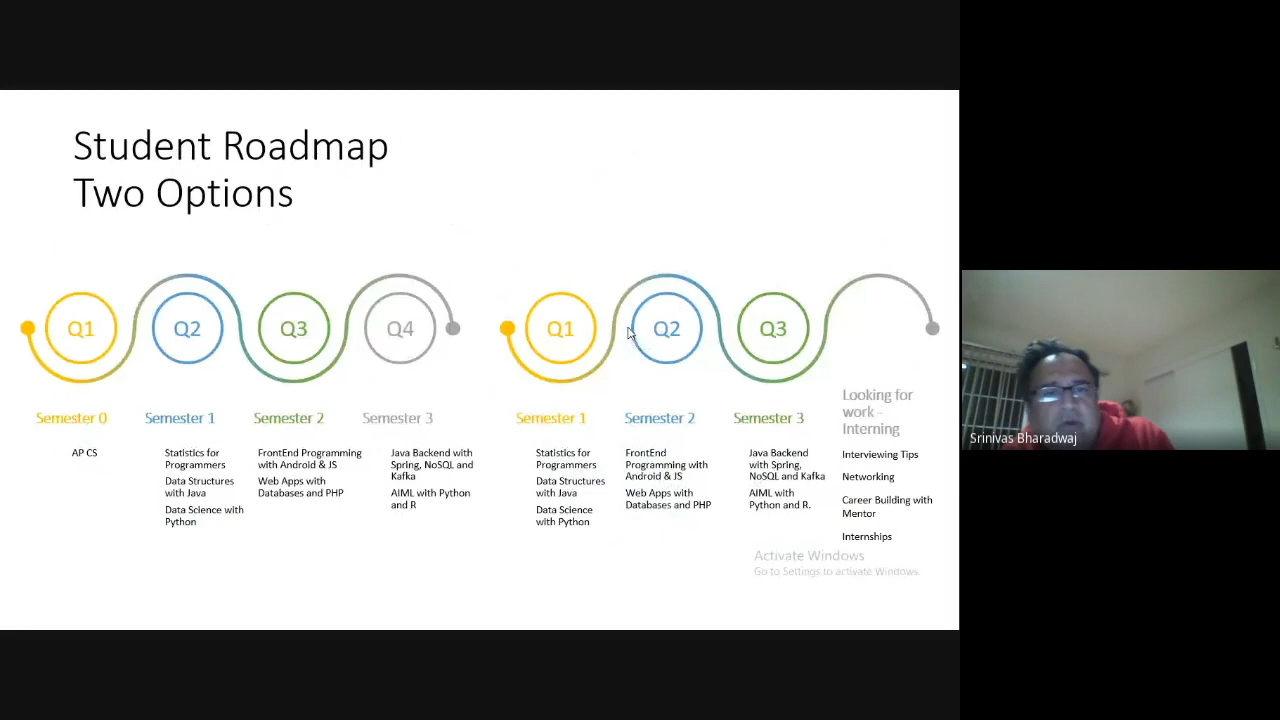 Student Roadmap
Two Options
Q1
Q2
Q3
Q4
Semester 0
Semester 1
Semester 2
Semester 3
AP CS
Statistics for
Programmers
Data Structures
with Java
Data Science with
Python
FrontEnd Programming
with Android & JS
Web Apps with
Databases and PHP
Java Backend with
Spring, NoSQL and
Kafka
AIML with Python
and R
Q1
Q2
Q3
Semester 1
Semester 2
Semester 3
Looking for
work -
Interning
Statistics for
Programmers
Data Structures
with Java
Data Science
with Python
FrontEnd
Programming with
Android & JS
Web Apps with
Databases and PHP
Java Backend
with Spring,
NoSQL and Kafka
AIML with
Python and R.
Interviewing Tips
Networking
Career Building with
Mentor
Internships
Activate Windows
Go to Settings to activate Windows.
Srinivas Bharadwaj